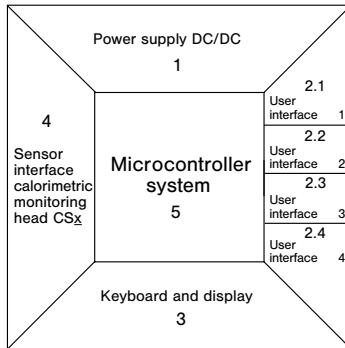 Power supply DC/DC
1
4
Sensor
interface
calorimetric
monitoring
head CSx
Microcontroller
system
5
2.1
User
interface 1
2.2
User
interface 2
2.3
User
interface 3
2.4
User
interface 4
Keyboard and display
3